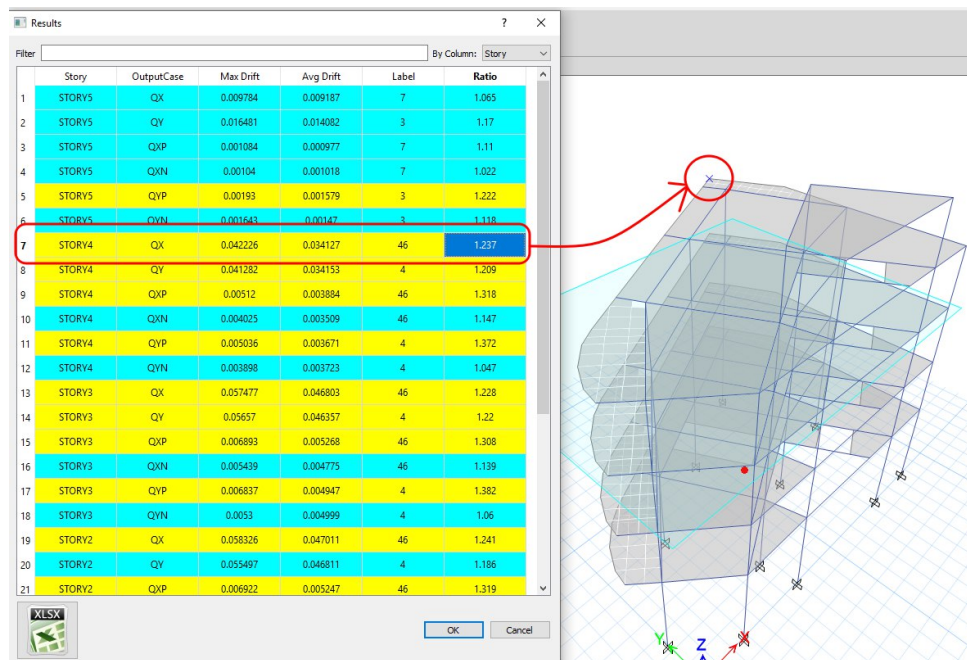 Results ? ×
Filter By Column: Story
Story OutputCase Max Drift Avg Drift Label Ratio
1 STORY5 QX 0.009784 0.009187 7 1.065
2 STORY5 QY 0.016481 0.014082 3 1.17
3 STORY5 QXP 0.001084 0.000977 7 1.11
4 STORY5 QXN 0.00104 0.001018 7 1.022
5 STORY5 QYP 0.00193 0.001579 3 1.222
6 STORY5 QYN 0.001643 0.00147 3 1.118
7 STORY4 QX 0.042226 0.034127 46 1.237
8 STORY4 QY 0.041282 0.034153 4 1.209
9 STORY4 QXP 0.00512 0.003884 46 1.318
10 STORY4 QXN 0.004025 0.003509 46 1.147
11 STORY4 QYP 0.005036 0.003671 4 1.372
12 STORY4 QYN 0.003898 0.003723 4 1.047
13 STORY3 QX 0.057477 0.046803 46 1.228
14 STORY3 QY 0.05657 0.046357 4 1.22
15 STORY3 QXP 0.006893 0.005268 46 1.308
16 STORY3 QXN 0.005439 0.004775 46 1.139
17 STORY3 QYP 0.006837 0.004947 4 1.382
18 STORY3 QYN 0.0053 0.004999 4 1.06
19 STORY2 QX 0.058326 0.047011 46 1.241
20 STORY2 QY 0.055497 0.046811 4 1.186
21 STORY2 QXP 0.006922 0.005247 46 1.319
XLSX
OK Cancel
Y Z X